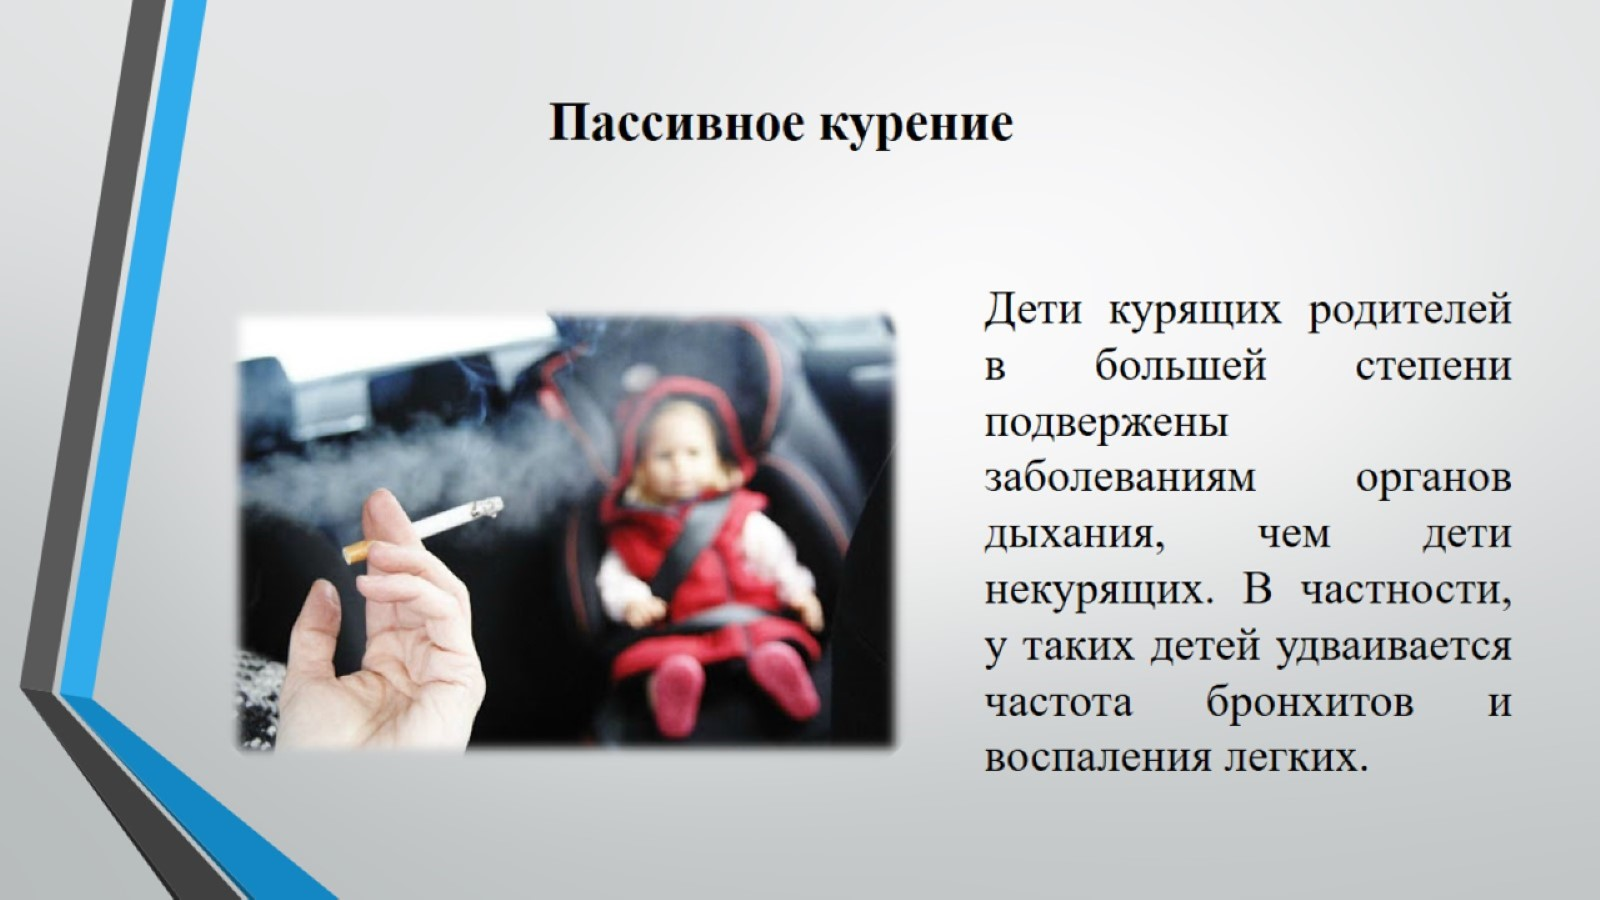 Пассивное курение
Дети курящих родителей
в большей степени
подвержены
заболеваниям органов
дыхания, чем дети
некурящих. В частности,
у таких детей удваивается
частота бронхитов и
воспаления легких.